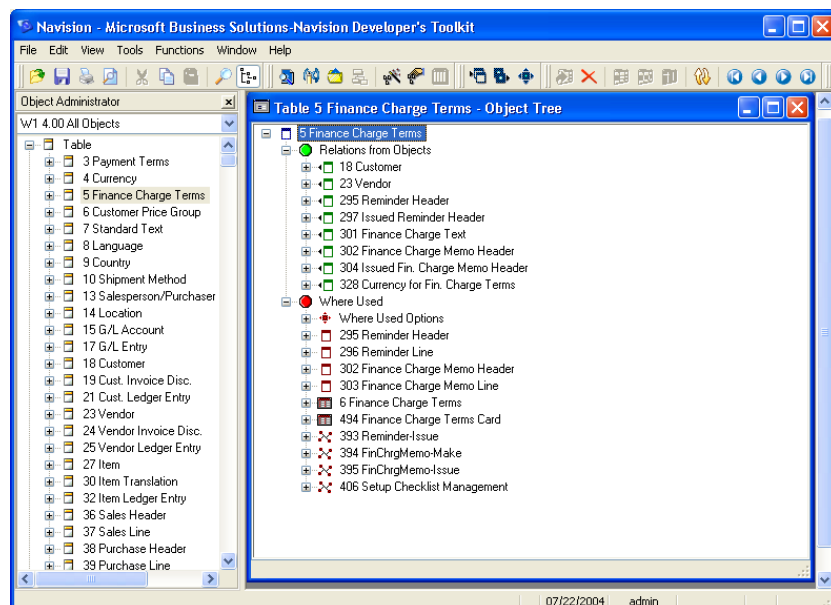 Navision - Microsoft Business Solutions-Navision Developer's Toolkit
File Edit View Tools Functions Window Help
Object Administrator
W1 4.00 All Objects
Table
3 Payment Terms
4 Currency
5 Finance Charge Terms
6 Customer Price Group
7 Standard Text
8 Language
9 Country
10 Shipment Method
13 Salesperson/Purchaser
14 Location
15 G/L Account
17 G/L Entry
18 Customer
19 Cust. Invoice Disc.
21 Cust. Ledger Entry
23 Vendor
24 Vendor Invoice Disc.
25 Vendor Ledger Entry
27 Item
30 Item Translation
32 Item Ledger Entry
36 Sales Header
37 Sales Line
38 Purchase Header
39 Purchase Line
Table 5 Finance Charge Terms - Object Tree
5 Finance Charge Terms
Relations from Objects
18 Customer
23 Vendor
295 Reminder Header
297 Issued Reminder Header
301 Finance Charge Text
302 Finance Charge Memo Header
304 Issued Fin. Charge Memo Header
328 Currency for Fin. Charge Terms
Where Used
Where Used Options
295 Reminder Header
296 Reminder Line
302 Finance Charge Memo Header
303 Finance Charge Memo Line
6 Finance Charge Terms
494 Finance Charge Terms Card
393 Reminder-Issue
394 FinChrgMemo-Make
395 FinChrgMemo-Issue
406 Setup Checklist Management
07/22/2004 admin